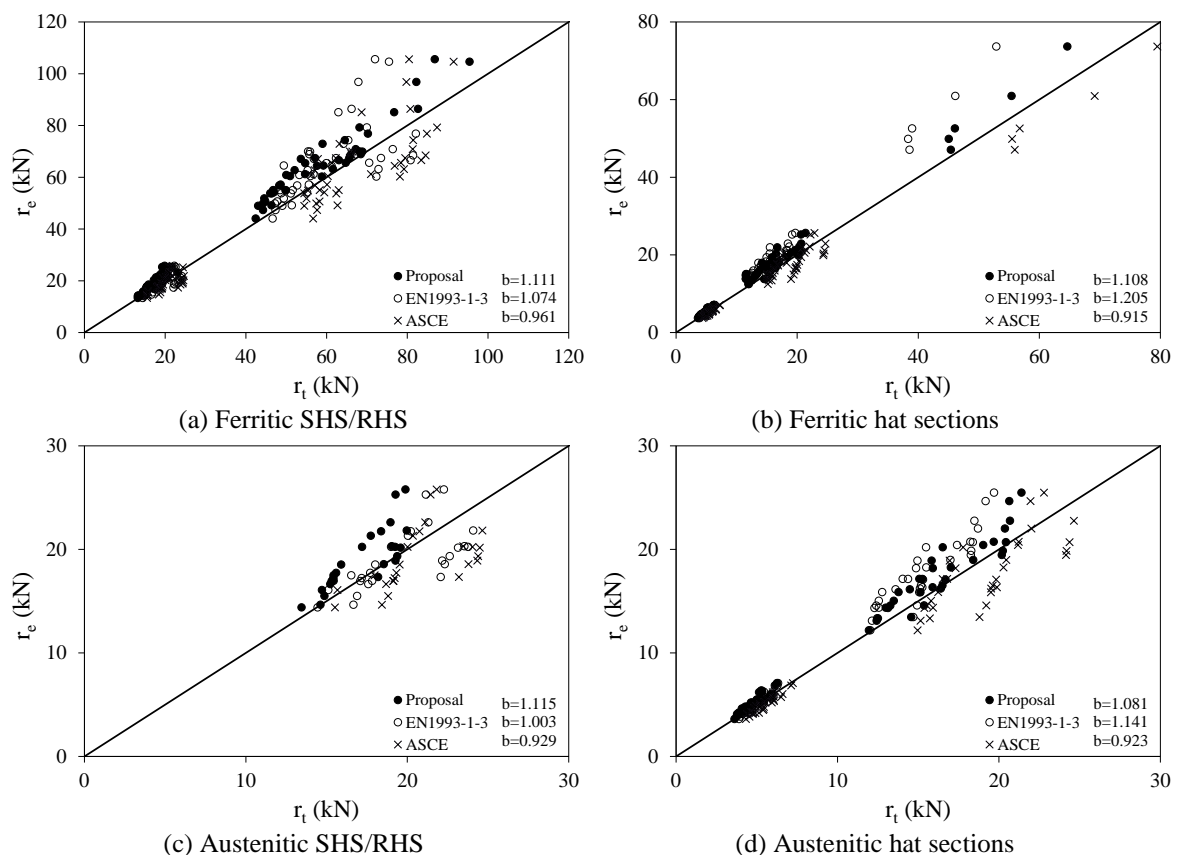 120
100
80
60
40
20
0
r_e (kN)
Proposal b=1.111
EN1993-1-3 b=1.074
ASCE b=0.961
0 20 40 60 80 100 120
r_t (kN)
(a) Ferritic SHS/RHS
80
60
40
20
0
r_e (kN)
Proposal b=1.108
EN1993-1-3 b=1.205
ASCE b=0.915
0 20 40 60 80
r_t (kN)
(b) Ferritic hat sections
30
20
10
0
r_e (kN)
Proposal b=1.115
EN1993-1-3 b=1.003
ASCE b=0.929
0 10 20 30
r_t (kN)
(c) Austenitic SHS/RHS
30
20
10
0
r_e (kN)
Proposal b=1.081
EN1993-1-3 b=1.141
ASCE b=0.923
0 10 20 30
r_t (kN)
(d) Austenitic hat sections